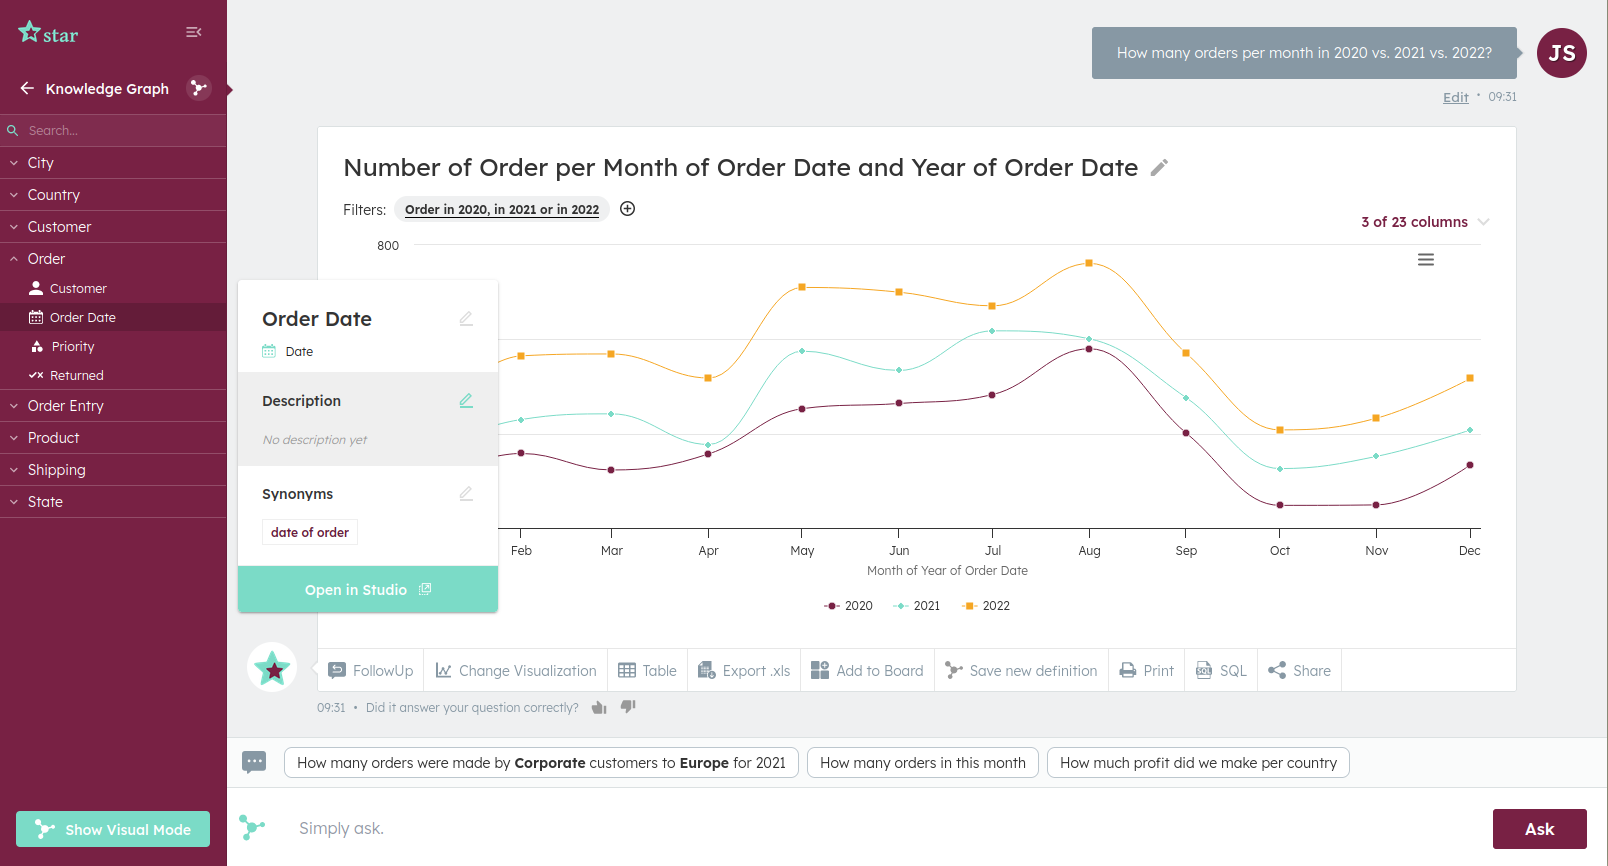 star
Knowledge Graph
Search...
City
Country
Customer
Order
Customer
Order Date
Priority
Returned
Order Entry
Product
Shipping
State
Show Visual Mode
How many orders per month in 2020 vs. 2021 vs. 2022?
JS
Edit • 09:31
Number of Order per Month of Order Date and Year of Order Date
Filters: Order in 2020, in 2021 or in 2022
3 of 23 columns
800
Order Date
Date
Description
No description yet
Synonyms
date of order
Open in Studio
Feb Mar Apr May Jun Jul Aug Sep Oct Nov Dec
Month of Year of Order Date
2020 2021 2022
FollowUp Change Visualization Table Export .xls Add to Board Save new definition Print SQL SQL Share
09:31 • Did it answer your question correctly?
How many orders were made by Corporate customers to Europe for 2021
How many orders in this month
How much profit did we make per country
Simply ask.
Ask